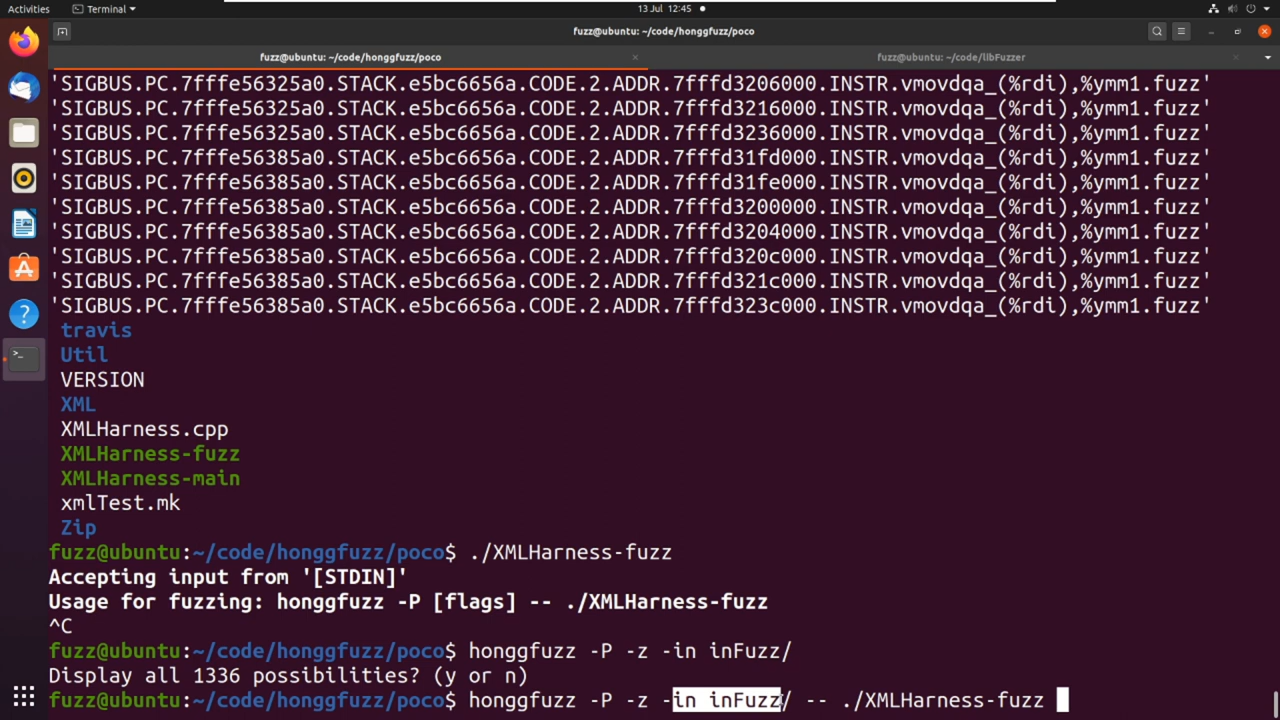 Activities
Terminal
13 Jul 12:45
fuzz@ubuntu: ~/code/honggfuzz/poco
fuzz@ubuntu: ~/code/honggfuzz/poco
fuzz@ubuntu: ~/code/libFuzzer
'SIGBUS.PC.7fffe56325a0.STACK.e5bc6656a.CODE.2.ADDR.7fffd3206000.INSTR.vmovdqa_(%rdi),%ymm1.fuzz'
'SIGBUS.PC.7fffe56325a0.STACK.e5bc6656a.CODE.2.ADDR.7fffd3216000.INSTR.vmovdqa_(%rdi),%ymm1.fuzz'
'SIGBUS.PC.7fffe56325a0.STACK.e5bc6656a.CODE.2.ADDR.7fffd3236000.INSTR.vmovdqa_(%rdi),%ymm1.fuzz'
'SIGBUS.PC.7fffe56385a0.STACK.e5bc6656a.CODE.2.ADDR.7fffd31fd000.INSTR.vmovdqa_(%rdi),%ymm1.fuzz'
'SIGBUS.PC.7fffe56385a0.STACK.e5bc6656a.CODE.2.ADDR.7fffd31fe000.INSTR.vmovdqa_(%rdi),%ymm1.fuzz'
'SIGBUS.PC.7fffe56385a0.STACK.e5bc6656a.CODE.2.ADDR.7fffd3200000.INSTR.vmovdqa_(%rdi),%ymm1.fuzz'
'SIGBUS.PC.7fffe56385a0.STACK.e5bc6656a.CODE.2.ADDR.7fffd3204000.INSTR.vmovdqa_(%rdi),%ymm1.fuzz'
'SIGBUS.PC.7fffe56385a0.STACK.e5bc6656a.CODE.2.ADDR.7fffd320c000.INSTR.vmovdqa_(%rdi),%ymm1.fuzz'
'SIGBUS.PC.7fffe56385a0.STACK.e5bc6656a.CODE.2.ADDR.7fffd321c000.INSTR.vmovdqa_(%rdi),%ymm1.fuzz'
'SIGBUS.PC.7fffe56385a0.STACK.e5bc6656a.CODE.2.ADDR.7fffd323c000.INSTR.vmovdqa_(%rdi),%ymm1.fuzz'
travis
Util
VERSION
XML
XMLHarness.cpp
XMLHarness-fuzz
XMLHarness-main
xmlTest.mk
Zip
fuzz@ubuntu:~/code/honggfuzz/poco$ ./XMLHarness-fuzz
Accepting input from '[STDIN]'
Usage for fuzzing: honggfuzz -P [flags] -- ./XMLHarness-fuzz
^C
fuzz@ubuntu:~/code/honggfuzz/poco$ honggfuzz -P -z -in inFuzz/
Display all 1336 possibilities? (y or n)
fuzz@ubuntu:~/code/honggfuzz/poco$ honggfuzz -P -z -in inFuzz/ -- ./XMLHarness-fuzz